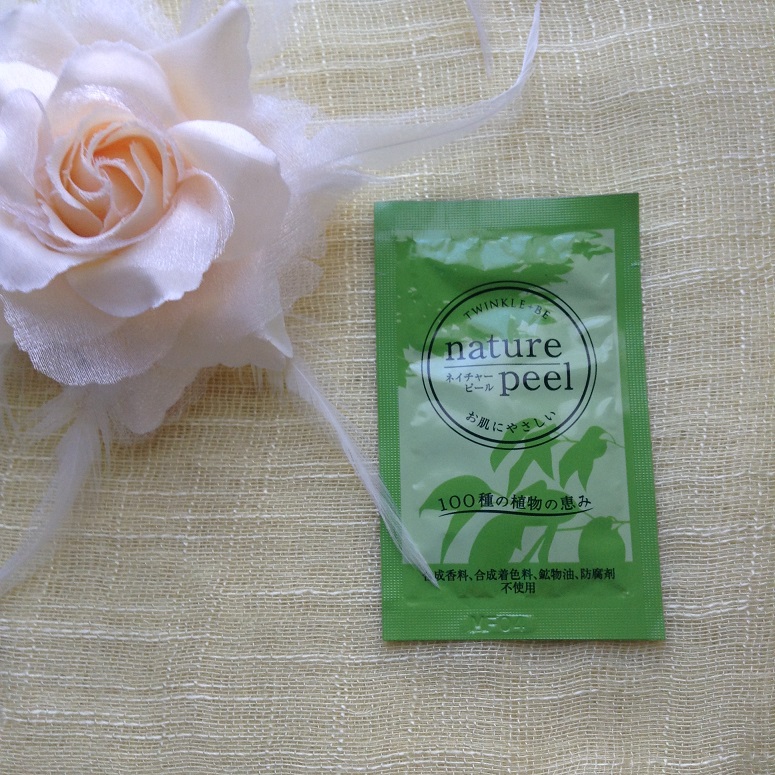 TWINKLE-BE
nature
ネイチャー
ピール
peel
お肌にやさしい
100種の植物の恵み
合成香料、合成着色料、鉱物油、防腐剤
不使用